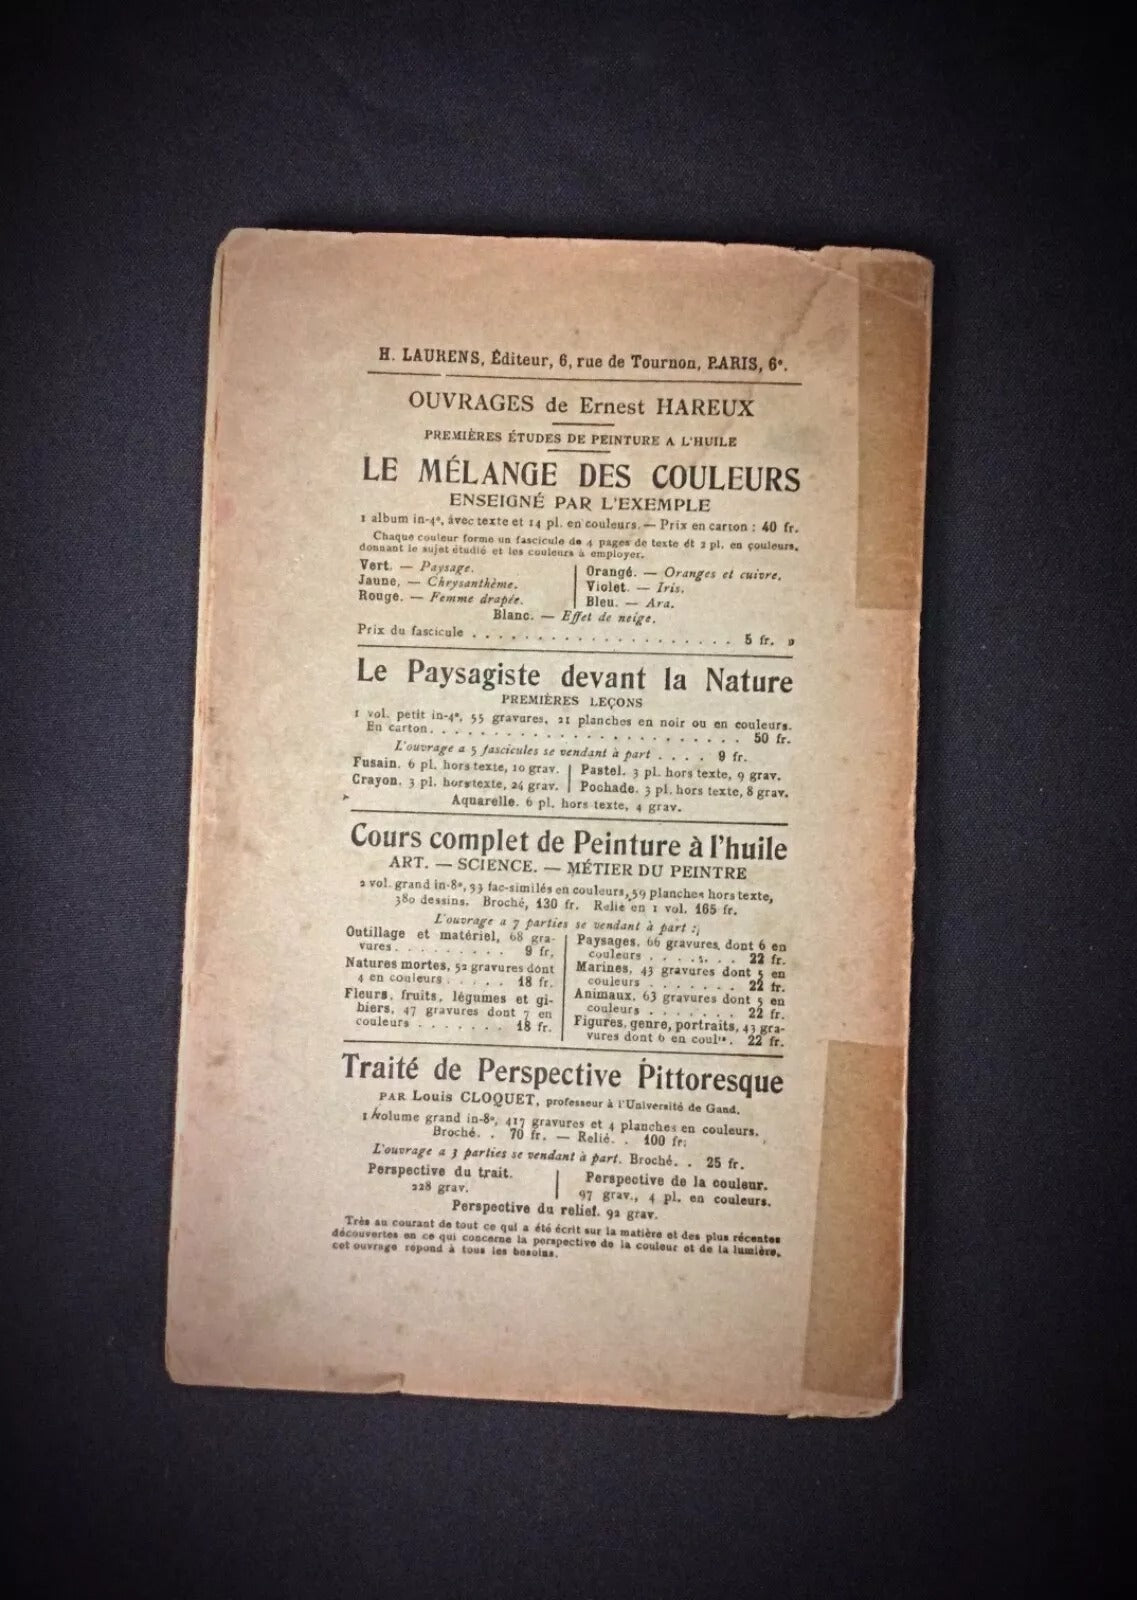 H. LAURENS, Éditeur, 6, rue de Tournon, PARIS, 6e.
OUVRAGES de Ernest HAREUX
PREMIÈRES ÉTUDES DE PEINTURE A L'HUILE
LE MÉLANGE DES COULEURS
ENSEIGNÉ PAR L'EXEMPLE
1 album in-4º, avec texte et 14 pl. en couleurs. — Prix en carton : 40 fr.
Chaque couleur forme un fascicule de 4 pages de texte et 2 pl. en couleurs,
donnant le sujet étudié et les couleurs à employer.
Vert. — Paysage.
Jaune. — Chrysanthème.
Rouge. — Femme drapée.
Orangé. — Oranges et cuivre.
Violet. — Iris.
Bleu. — Ara.
Blanc. — Effet de neige.
Prix du fascicule . . . . . . . . . . . . . . . . . . . . 5 fr. »
Le Paysagiste devant la Nature
PREMIÈRES LEÇONS
1 vol. petit in-4º, 55 gravures, 21 planches en noir ou en couleurs.
En carton. . . . . . . . . . . . . . . . . . . . . . . 50 fr.
L'ouvrage a 5 fascicules se vendant à part . . . . 9 fr.
Fusain. 6 pl. hors texte, 10 grav.
Crayon. 3 pl. hors texte, 24 grav.
Pastel. 3 pl. hors texte, 9 grav.
Pochade. 3 pl. hors texte, 8 grav.
Aquarelle. 6 pl. hors texte, 4 grav.
Cours complet de Peinture à l'huile
ART. — SCIENCE. — MÉTIER DU PEINTRE
2 vol. grand in-8º, 33 fac-similés en couleurs, 59 planches hors texte,
380 dessins. Broché, 130 fr. Relié en 1 vol. 165 fr.
L'ouvrage a 7 parties se vendant à part :
Outillage et matériel, 68 gra-
vures. . . . . . . . . 9 fr.
Natures mortes, 52 gravures dont
4 en couleurs . . . . . 18 fr.
Fleurs, fruits, légumes et gi-
biers, 47 gravures dont 7 en
couleurs . . . . . . . 18 fr.
Paysages, 66 gravures, dont 6 en
couleurs . . . . . . . 22 fr.
Marines, 43 gravures dont 5 en
couleurs . . . . . . . 22 fr.
Animaux, 63 gravures dont 5 en
couleurs . . . . . . . 22 fr.
Figures, genre, portraits, 43 gra-
vures dont 6 en coulrs. 22 fr.
Traité de Perspective Pittoresque
PAR Louis CLOQUET, professeur à l'Université de Gand.
1 volume grand in-8º, 417 gravures et 4 planches en couleurs.
Broché. . 70 fr. — Relié. . 100 fr.
L'ouvrage a 3 parties se vendant à part. Broché. . 25 fr.
Perspective du trait.
228 grav.
Perspective de la couleur.
97 grav., 4 pl. en couleurs.
Perspective du relief. 92 grav.
Très au courant de tout ce qui a été écrit sur la matière et des plus récentes
découvertes en ce qui concerne la perspective de la couleur et de la lumière,
cet ouvrage répond à tous les besoins.